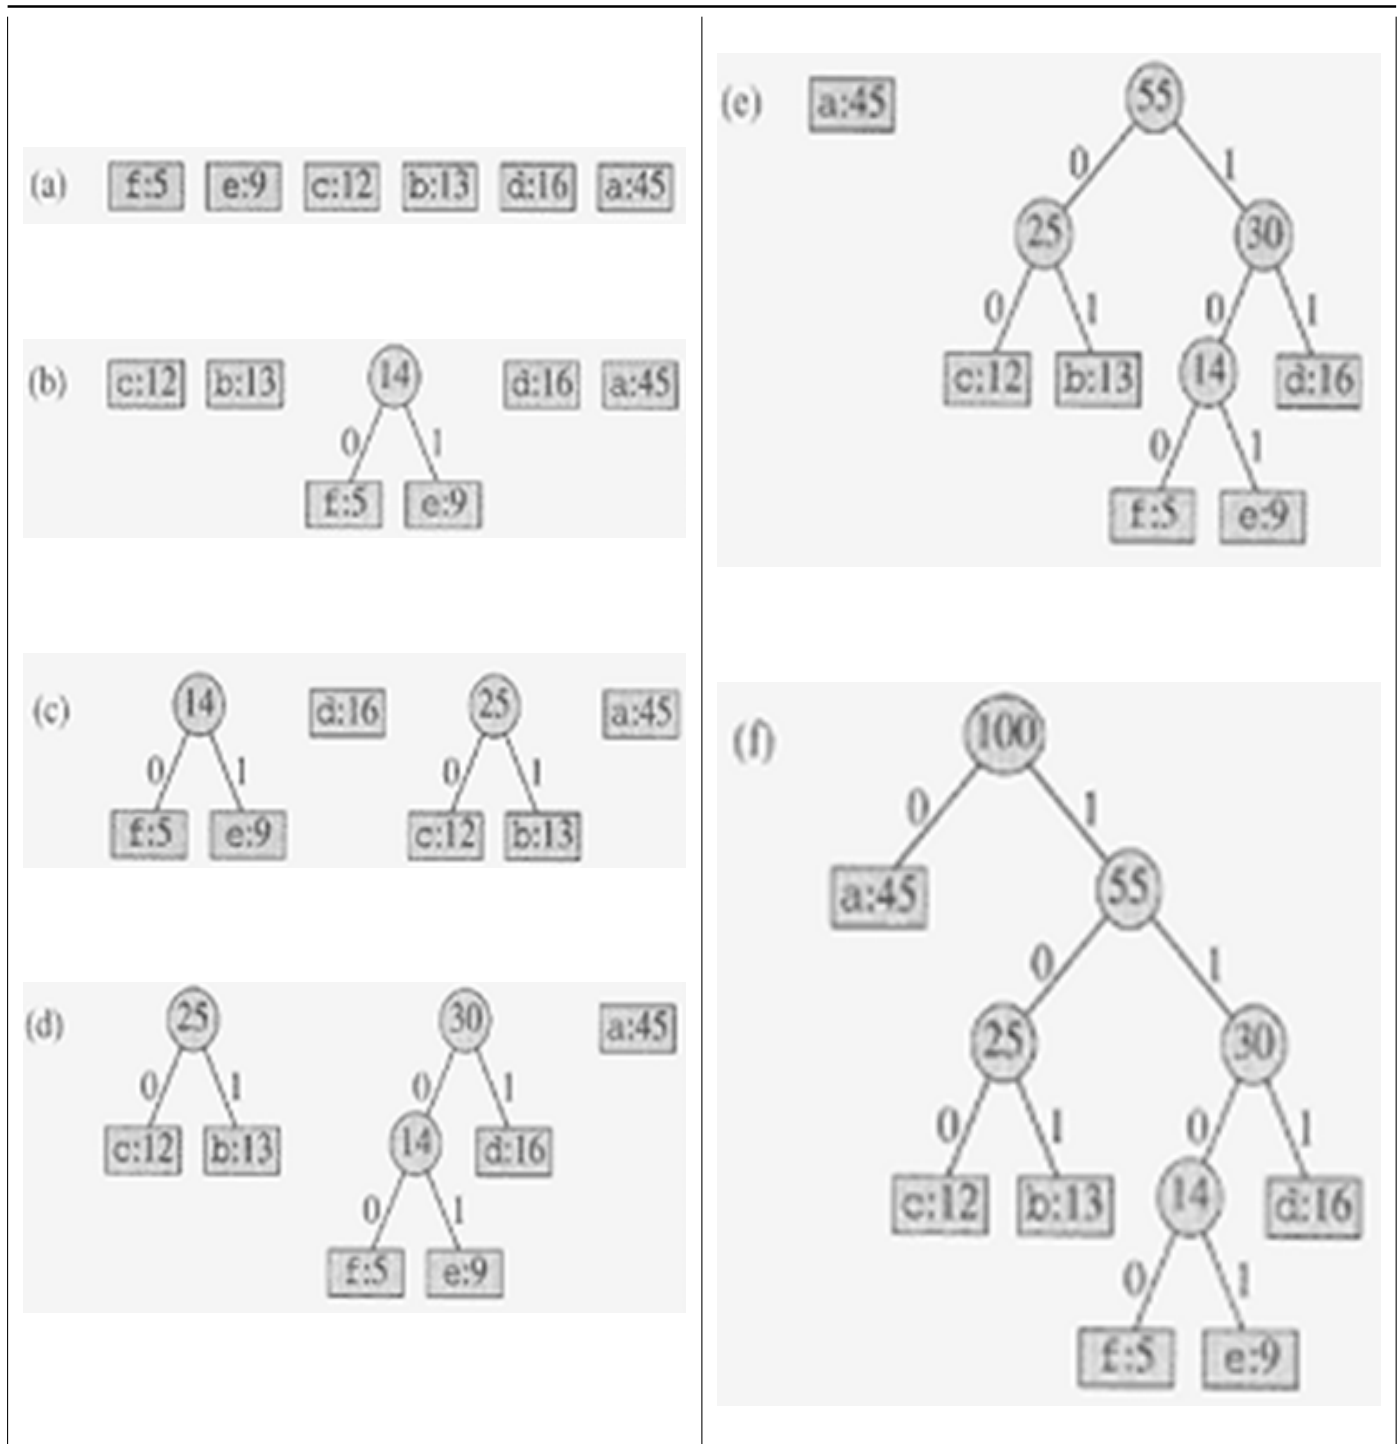 (a) f:5 e:9 c:12 b:13 d:16 a:45
(b) c:12 b:13 14 d:16 a:45
0 1
f:5 e:9
(c) 14 d:16 25 a:45
0 1 0 1
f:5 e:9 c:12 b:13
(d) 25 30 a:45
0 1 0 1
c:12 b:13 14 d:16
0 1
f:5 e:9
(e) a:45 55
0 1
25 30
0 1 0 1
c:12 b:13 14 d:16
0 1
f:5 e:9
(f) 100
0 1
a:45 55
0 1
25 30
0 1 0 1
c:12 b:13 14 d:16
0 1
f:5 e:9